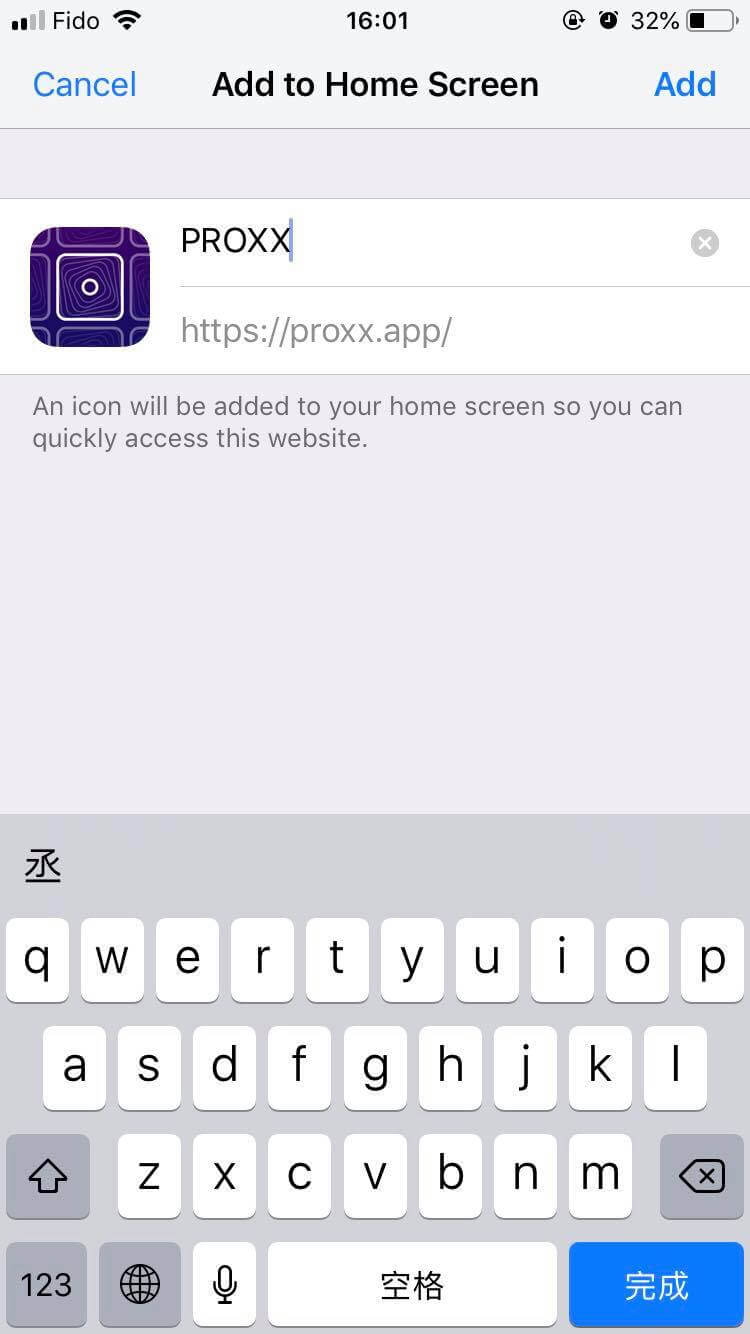 Fido 16:01 32%
Cancel Add to Home Screen Add
PROXX
https://proxx.app/
An icon will be added to your home screen so you can
quickly access this website.
丞
q w e r t y u i o p
a s d f g h j k l
z x c v b n m
123 空格 完成